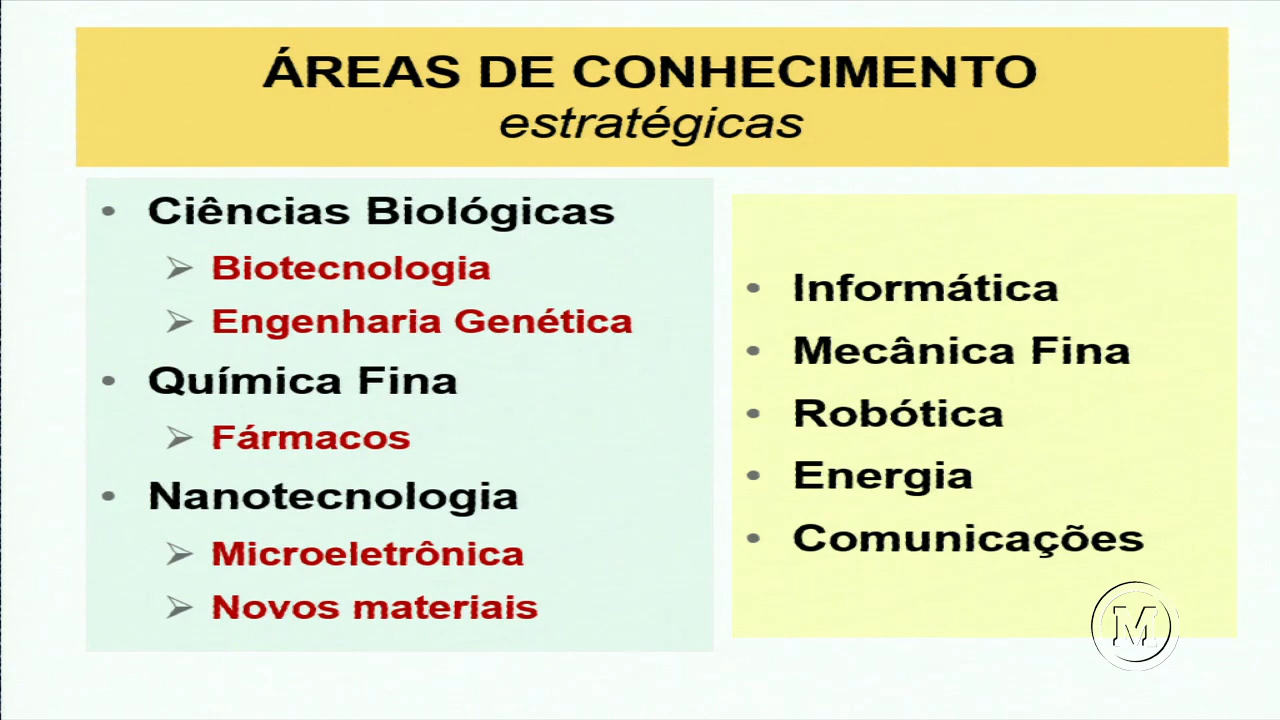 ÁREAS DE CONHECIMENTO
estratégicas
• Ciências Biológicas
➢ Biotecnologia
➢ Engenharia Genética
• Química Fina
➢ Fármacos
• Nanotecnologia
➢ Microeletrônica
➢ Novos materiais
• Informática
• Mecânica Fina
• Robótica
• Energia
• Comunicações
M